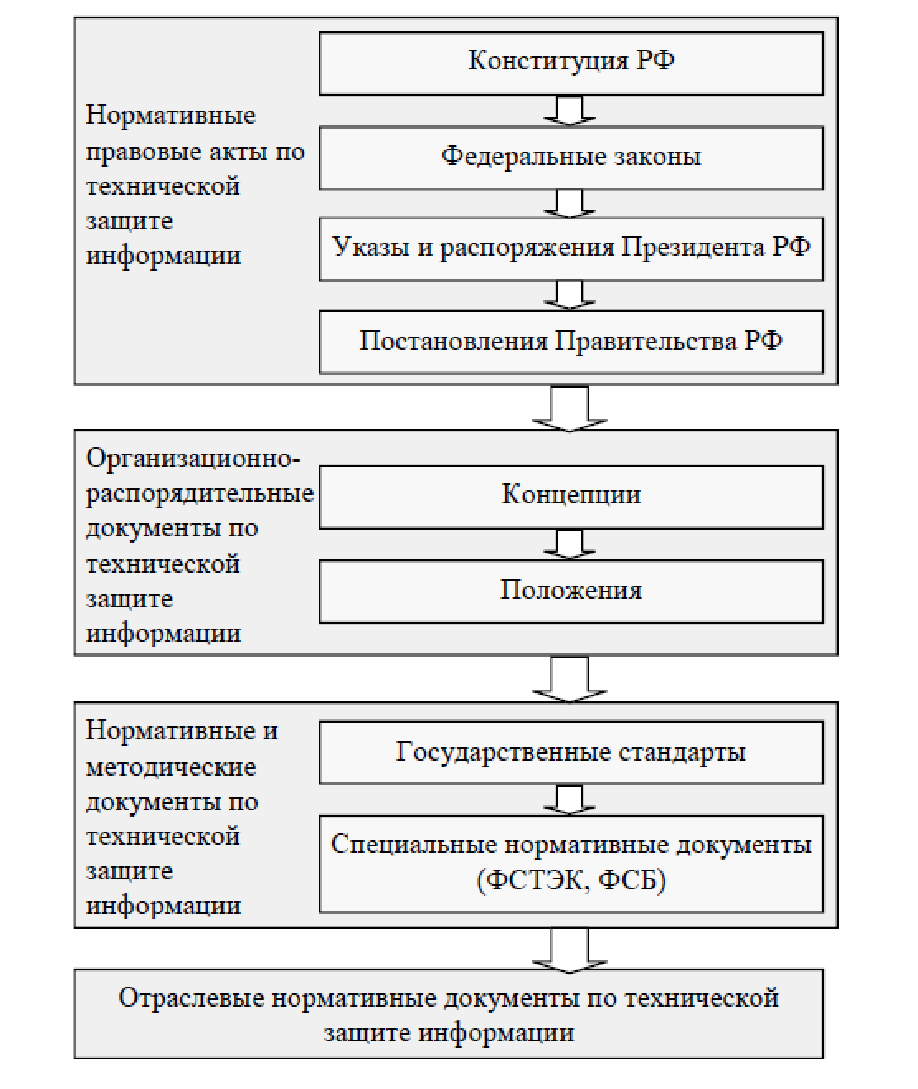 Нормативные
правовые акты по
технической
защите
информации
Конституция РФ
Федеральные законы
Указы и распоряжения Президента РФ
Постановления Правительства РФ
Организационно-
распорядительные
документы по
технической
защите
информации
Концепции
Положения
Нормативные и
методические
документы по
технической
защите
информации
Государственные стандарты
Специальные нормативные документы
(ФСТЭК, ФСБ)
Отраслевые нормативные документы по технической
защите информации